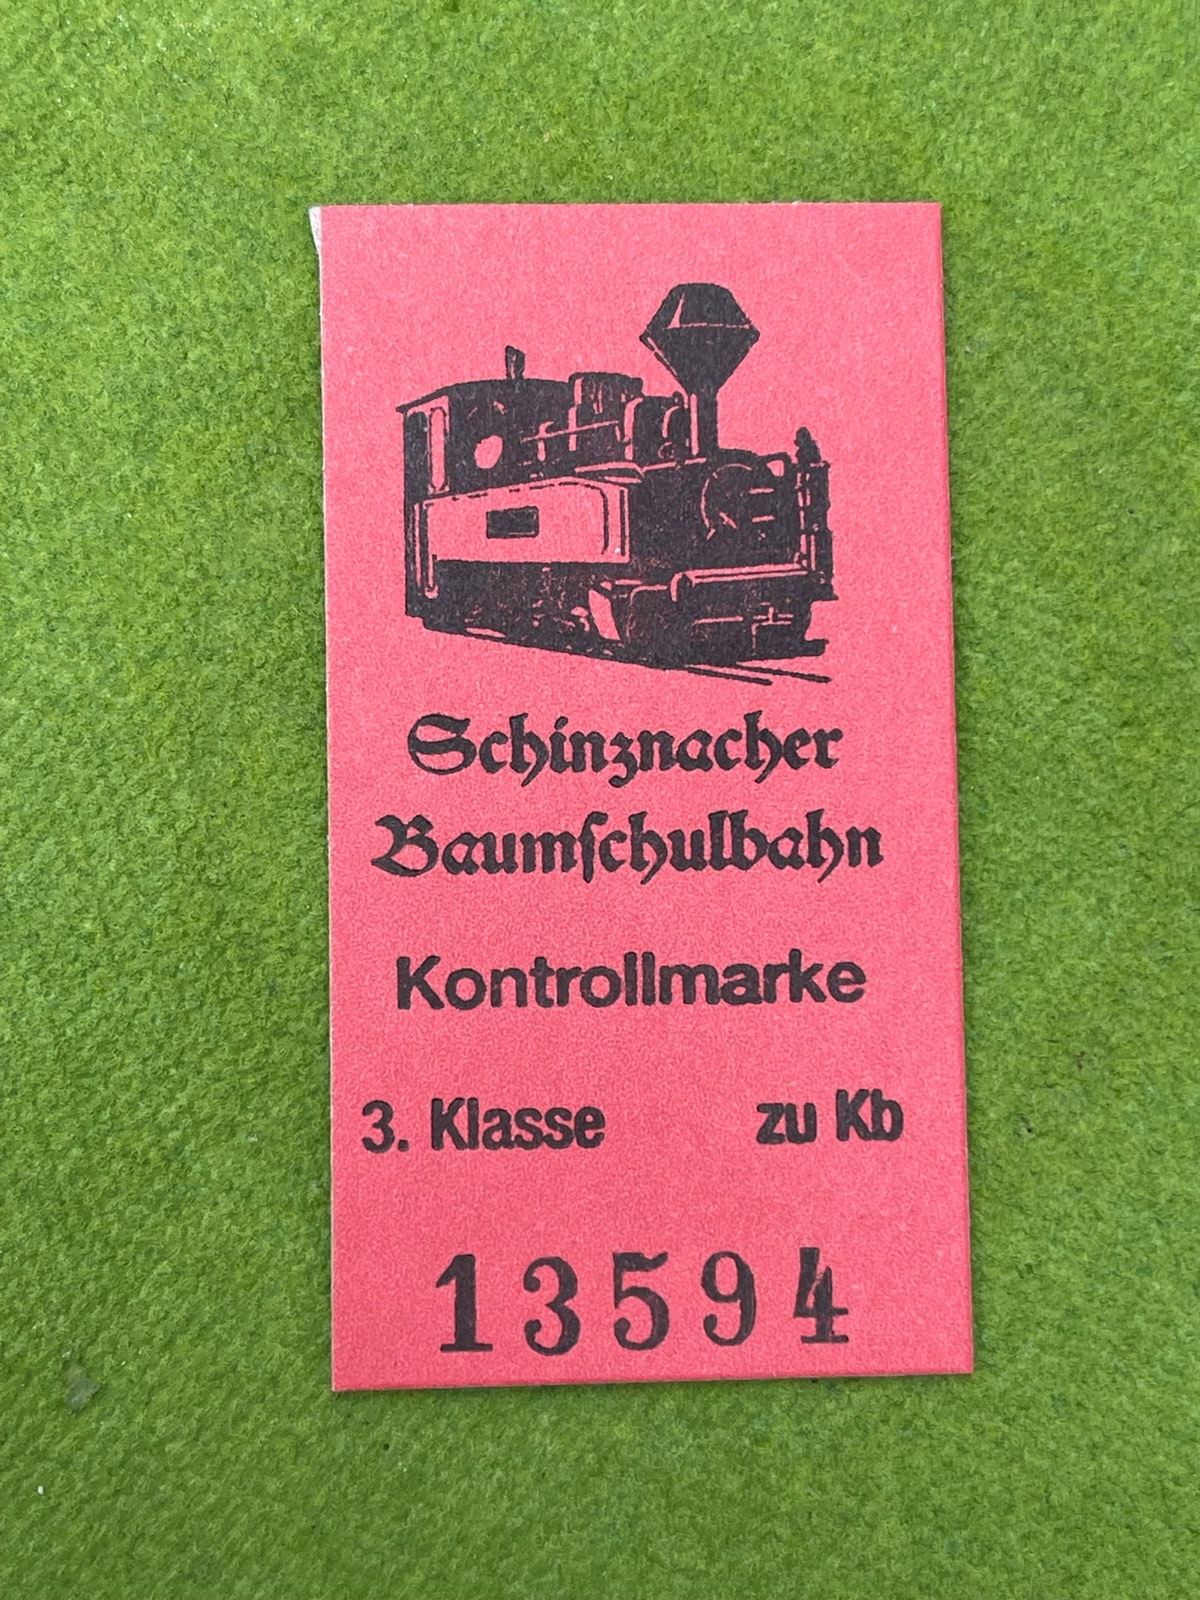 Schinznacher
Baumſchulbahn
Kontrollmarke
3. Klasse zu Kb
13594